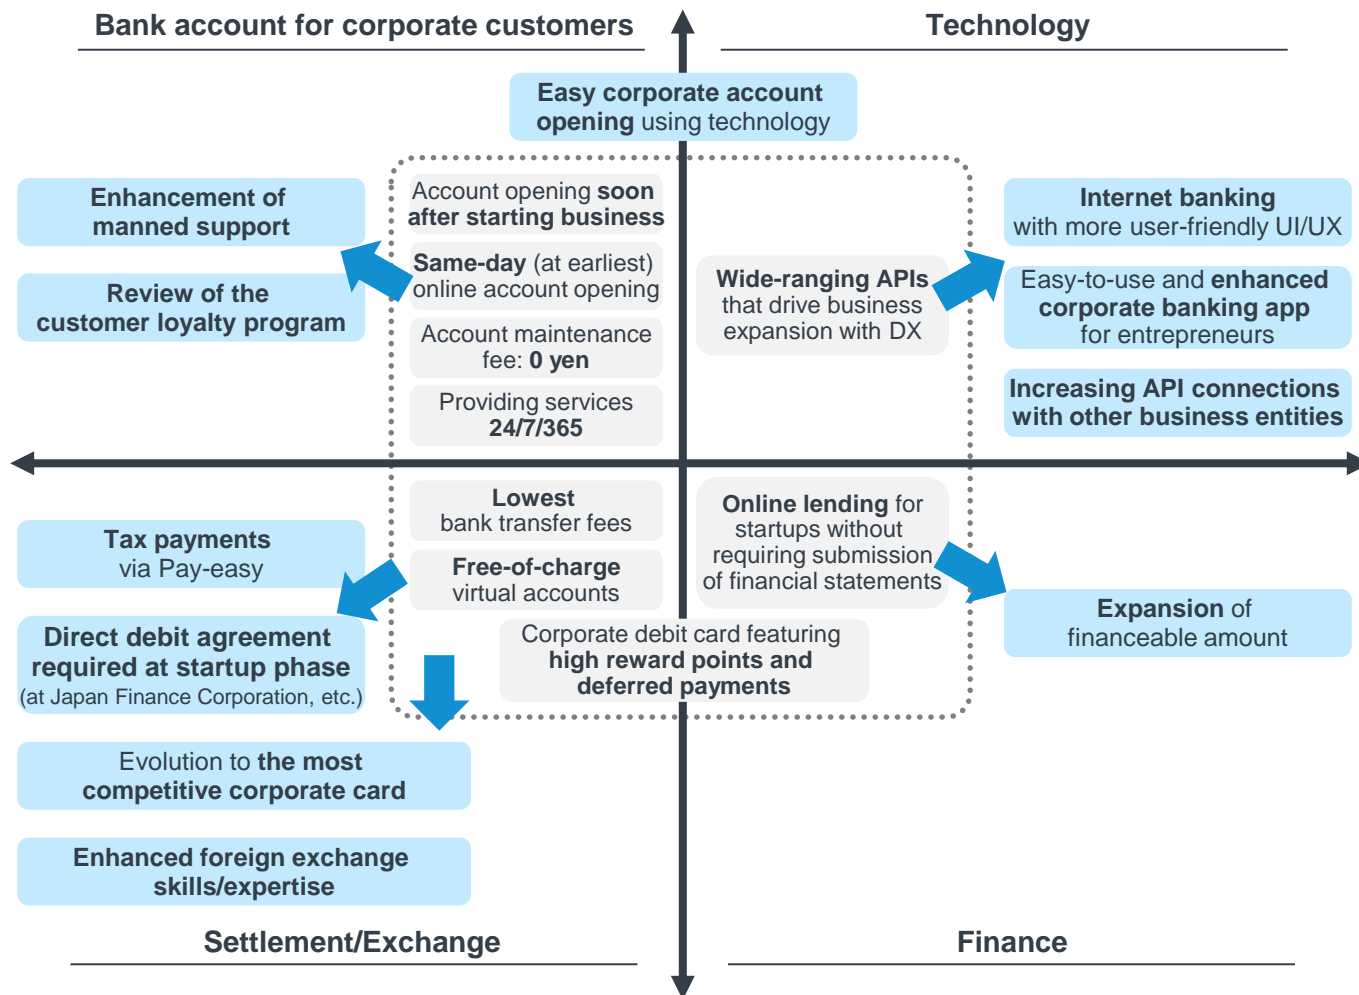 Bank account for corporate customers
Technology
Easy corporate account
opening using technology
Enhancement of
manned support
Review of the
customer loyalty program
Account opening soon
after starting business
Same-day (at earliest)
online account opening
Account maintenance
fee: 0 yen
Providing services
24/7/365
Wide-ranging APIs
that drive business
expansion with DX
Internet banking
with more user-friendly UI/UX
Easy-to-use and enhanced
corporate banking app
for entrepreneurs
Increasing API connections
with other business entities
Tax payments
via Pay-easy
Direct debit agreement
required at startup phase
(at Japan Finance Corporation, etc.)
Lowest
bank transfer fees
Free-of-charge
virtual accounts
Online lending for
startups without
requiring submission
of financial statements
Corporate debit card featuring
high reward points and
deferred payments
Expansion of
financeable amount
Evolution to the most
competitive corporate card
Enhanced foreign exchange
skills/expertise
Settlement/Exchange
Finance